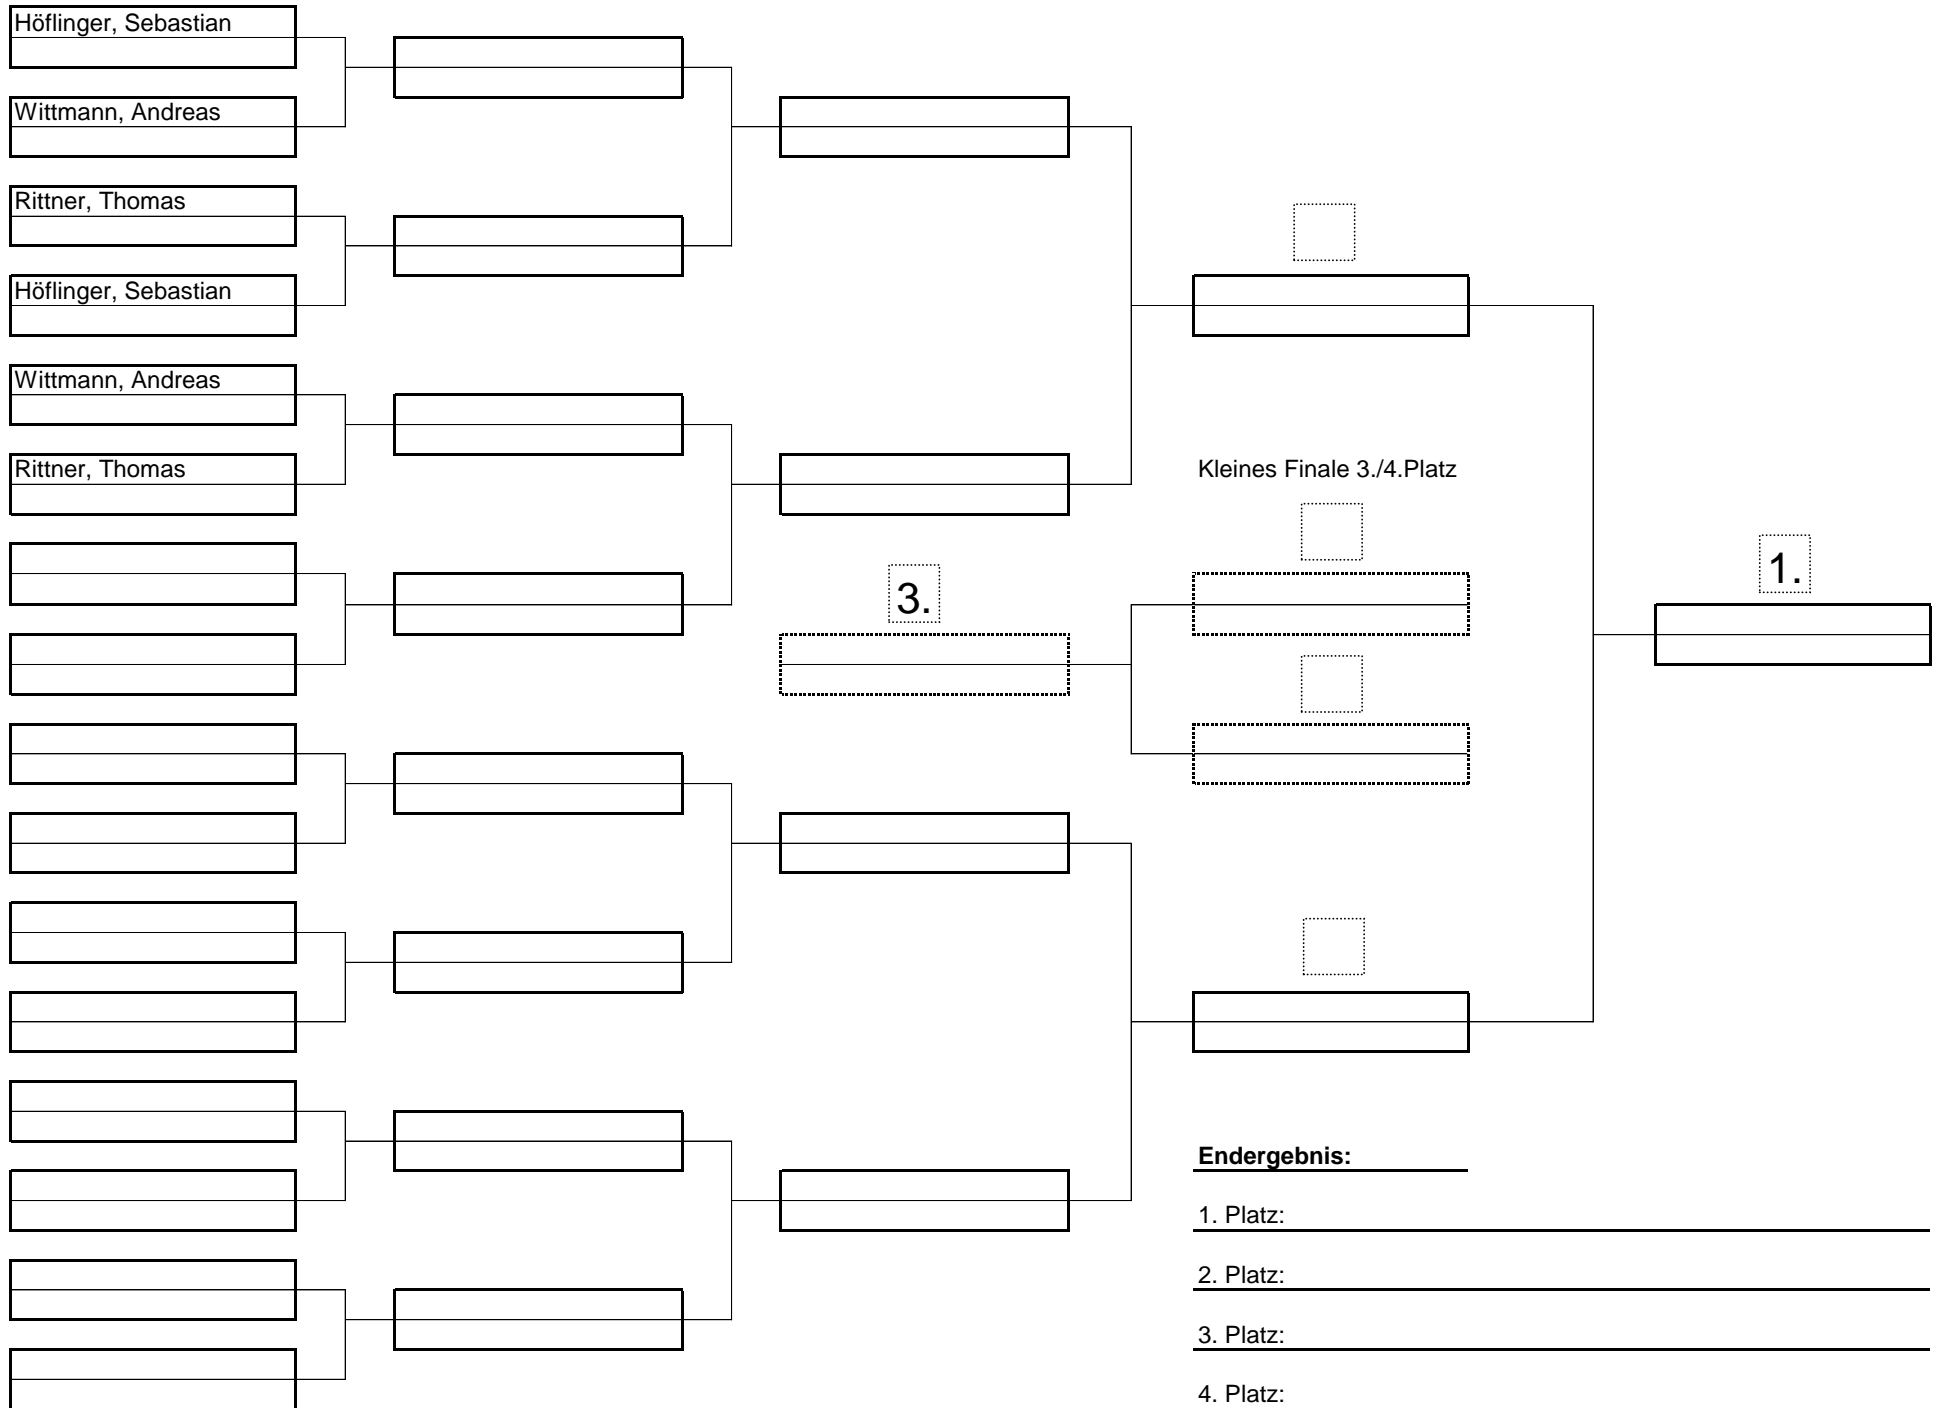 Höflinger, Sebastian
Wittmann, Andreas
Rittner, Thomas
Höflinger, Sebastian
Wittmann, Andreas
Rittner, Thomas
Kleines Finale 3./4.Platz
3.
1.
Endergebnis:
1. Platz:
2. Platz:
3. Platz:
4. Platz: